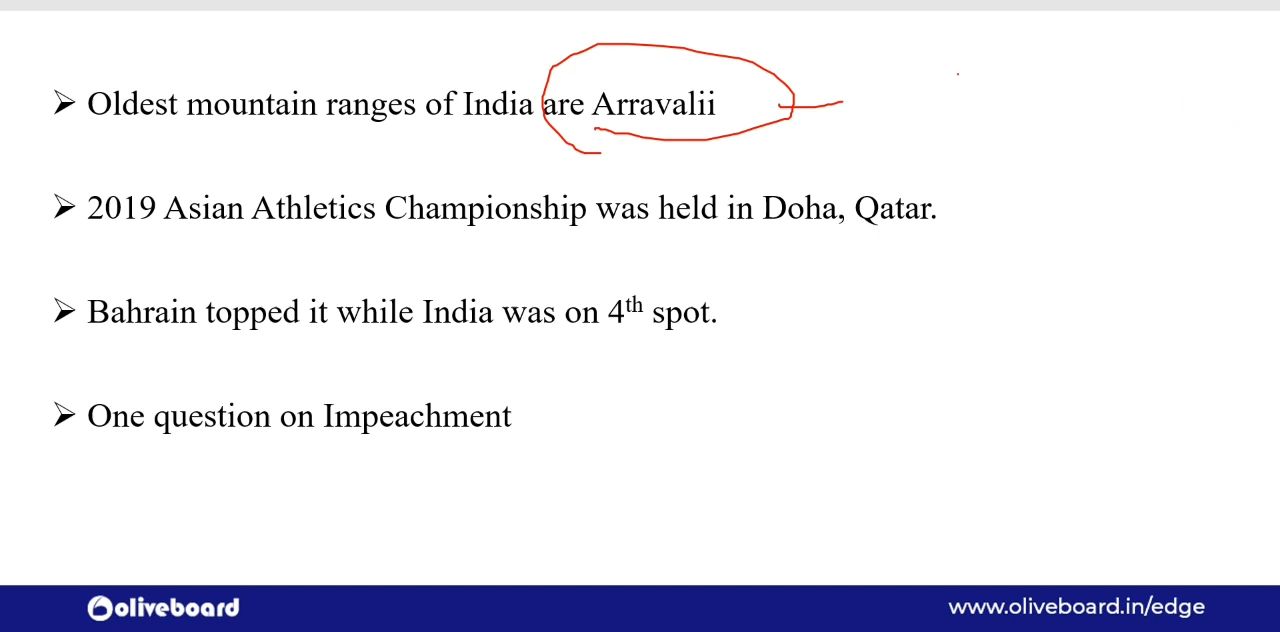 ➤ Oldest mountain ranges of India are Arravalii
➤ 2019 Asian Athletics Championship was held in Doha, Qatar.
➤ Bahrain topped it while India was on 4th spot.
➤ One question on Impeachment
oliveboard
www.oliveboard.in/edge